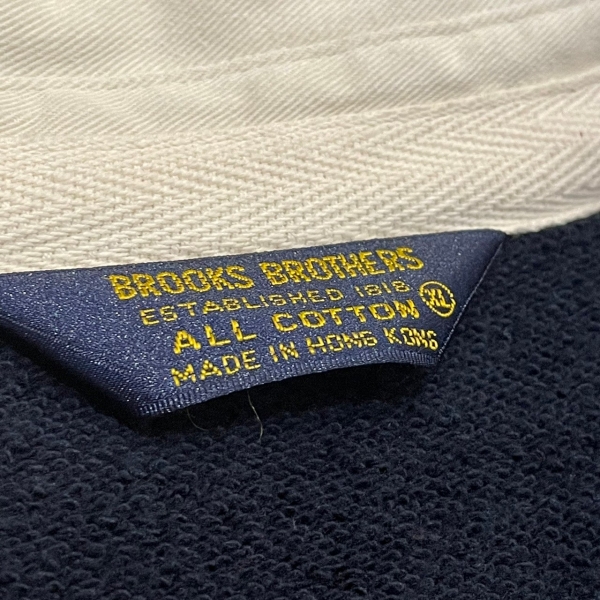 BROOKS BROTHERS
ESTABLISHED 1818
ALL COTTON XL
MADE IN HONG KONG